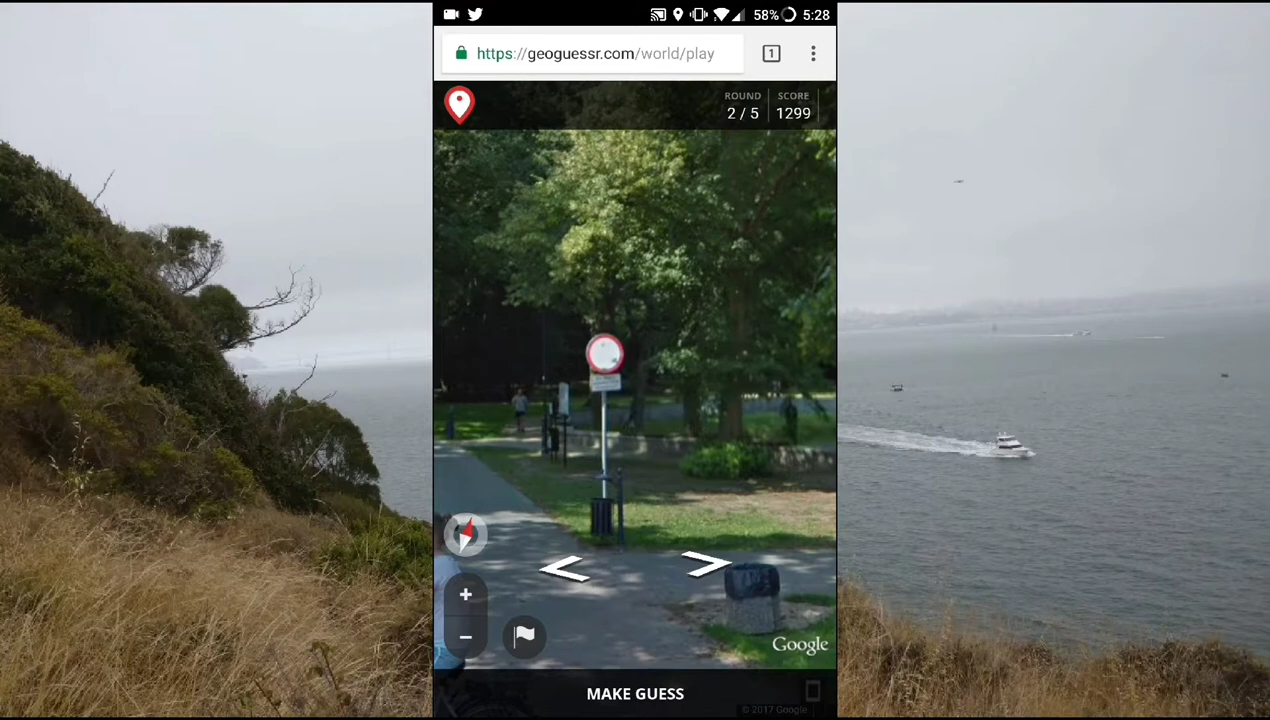 58% 5:28
https://geoguessr.com/world/play 1
ROUND SCORE
2 / 5 1299
Google
MAKE GUESS
© 2017 Google